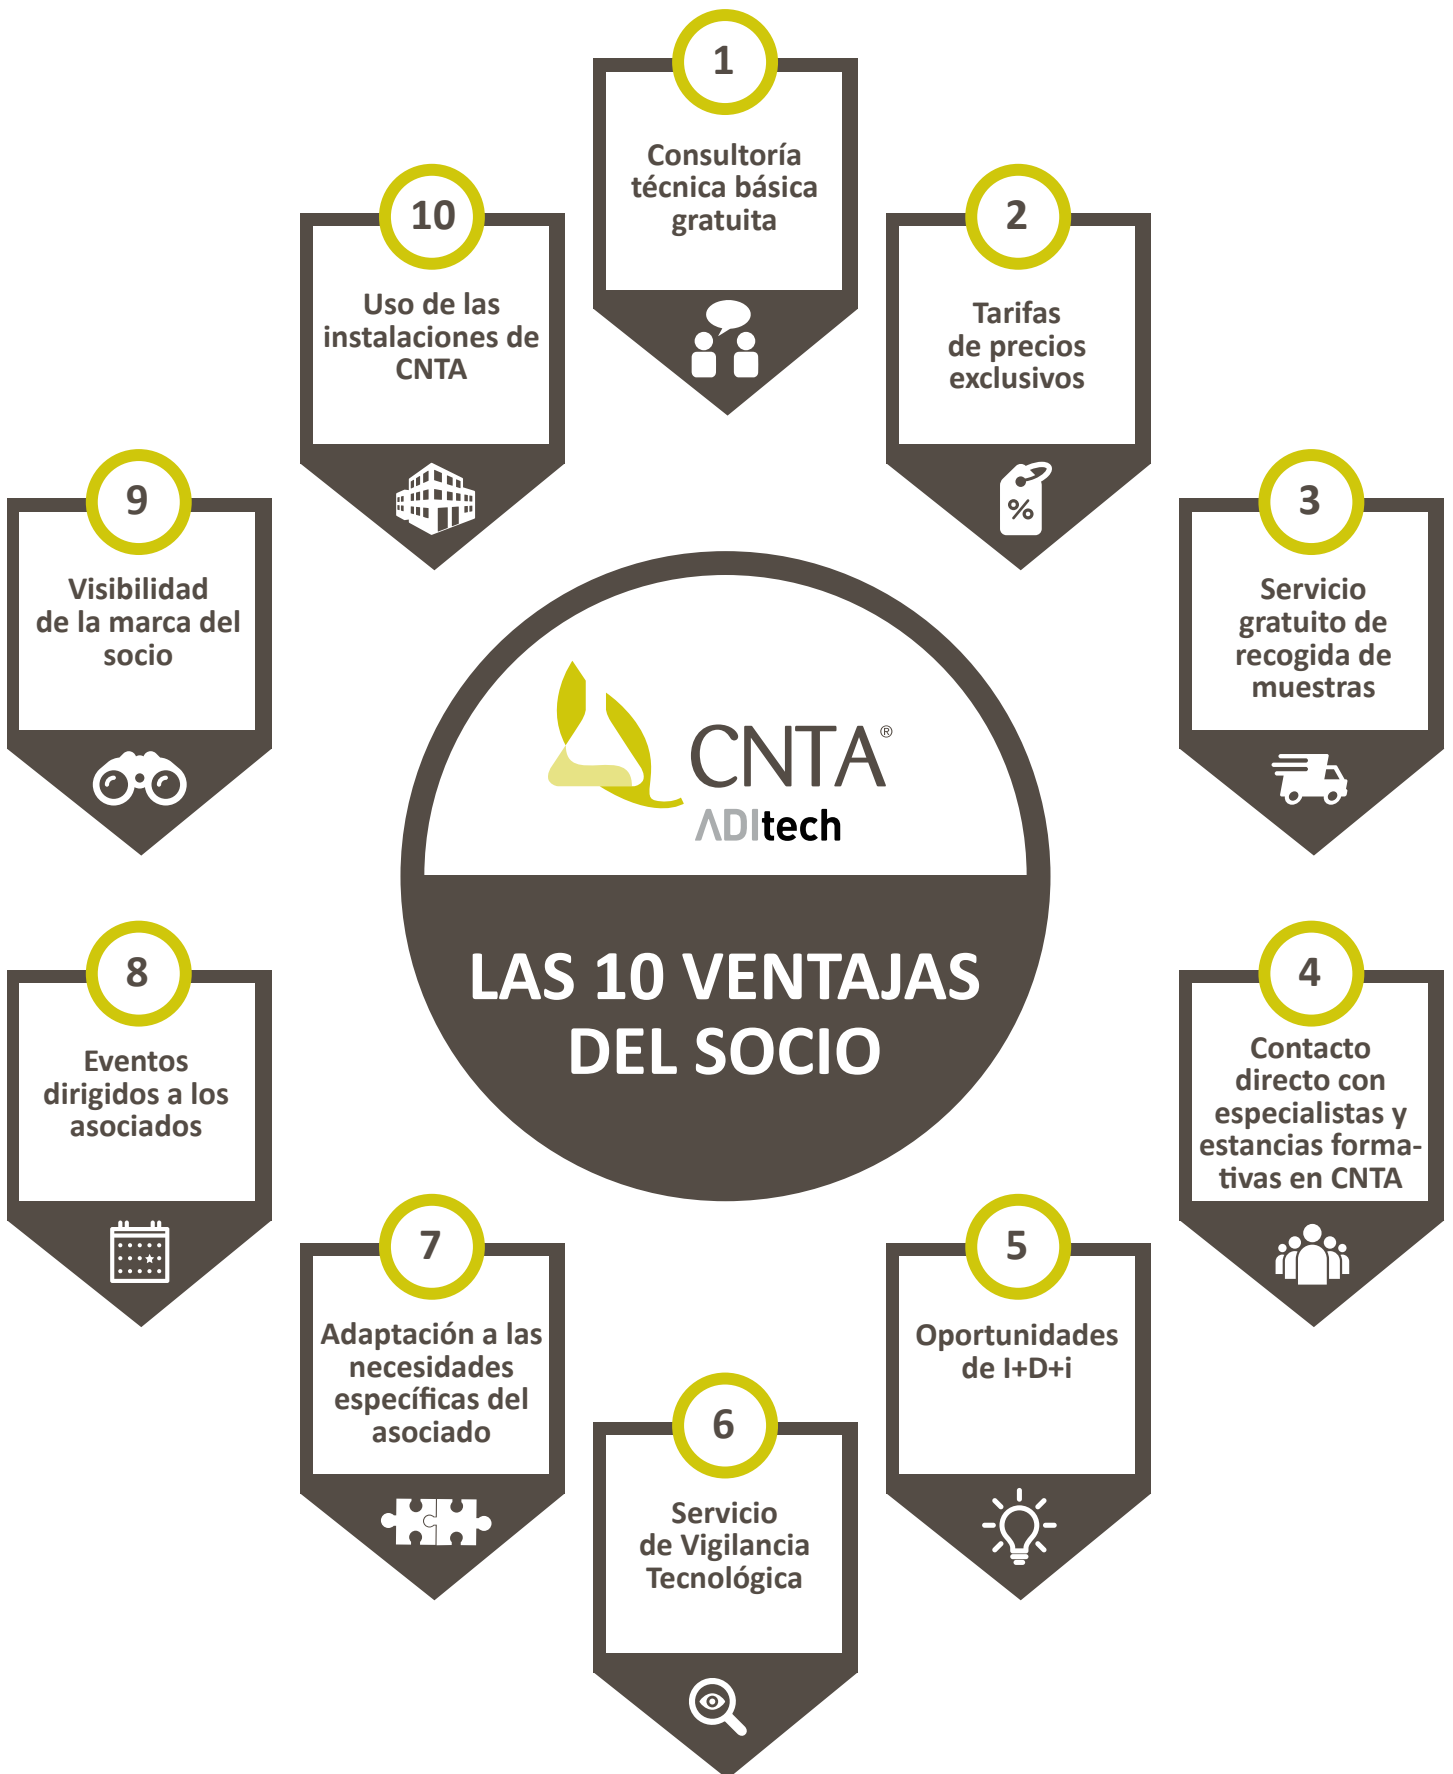 1
Consultoría
técnica básica
gratuita
2
Tarifas
de precios
exclusivos
%
3
Servicio
gratuito de
recogida de
muestras
4
Contacto
directo con
especialistas y
estancias forma-
tivas en CNTA
5
Oportunidades
de I+D+i
6
Servicio
de Vigilancia
Tecnológica
7
Adaptación a las
necesidades
específicas del
asociado
8
Eventos
dirigidos a los
asociados
9
Visibilidad
de la marca del
socio
10
Uso de las
instalaciones de
CNTA
CNTA®
ADItech
LAS 10 VENTAJAS
DEL SOCIO